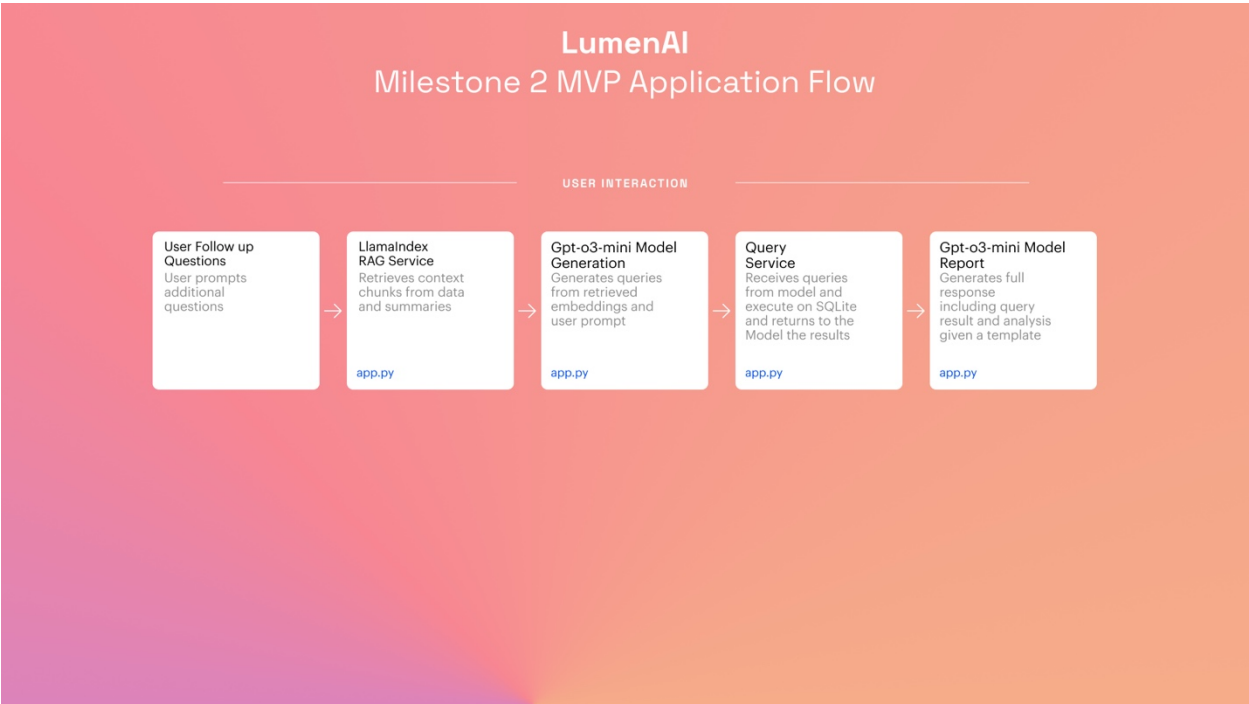 LumenAI
Milestone 2 MVP Application Flow
USER INTERACTION
User Follow up
Questions
User prompts
additional
questions
LlamaIndex
RAG Service
Retrieves context
chunks from data
and summaries
app.py
Gpt-o3-mini Model
Generation
Generates queries
from retrieved
embeddings and
user prompt
app.py
Query
Service
Receives queries
from model and
execute on SQLite
and returns to the
Model the results
app.py
Gpt-o3-mini Model
Report
Generates full
response
including query
result and analysis
given a template
app.py